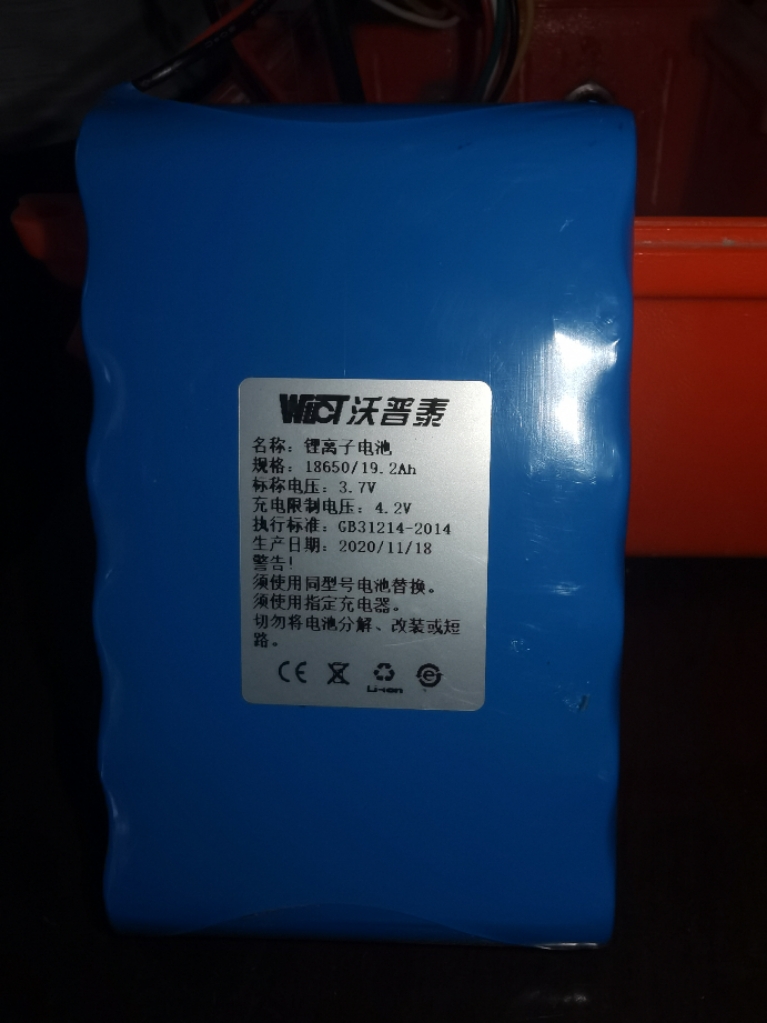 WPT 沃普泰
名称：锂离子电池
规格：18650/19.2Ah
标称电压：3.7V
充电限制电压：4.2V
执行标准：GB31214-2014
生产日期：2020/11/18
警告!
须使用同型号电池替换。
须使用指定充电器。
切勿将电池分解、改装或短
路。
CE
Li-ion
e